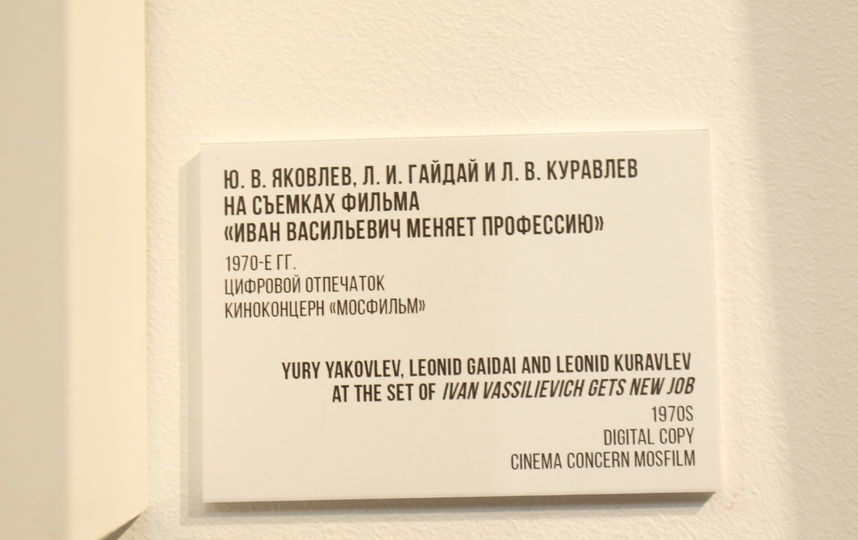 Ю. В. ЯКОВЛЕВ, Л. И. ГАЙДАЙ И Л. В. КУРАВЛЕВ
НА СЪЕМКАХ ФИЛЬМА
«ИВАН ВАСИЛЬЕВИЧ МЕНЯЕТ ПРОФЕССИЮ»
1970-Е ГГ.
ЦИФРОВОЙ ОТПЕЧАТОК
КИНОКОНЦЕРН «МОСФИЛЬМ»
YURY YAKOVLEV, LEONID GAIDAI AND LEONID KURAVLEV
AT THE SET OF IVAN VASSILIEVICH GETS NEW JOB
1970S
DIGITAL COPY
CINEMA CONCERN MOSFILM